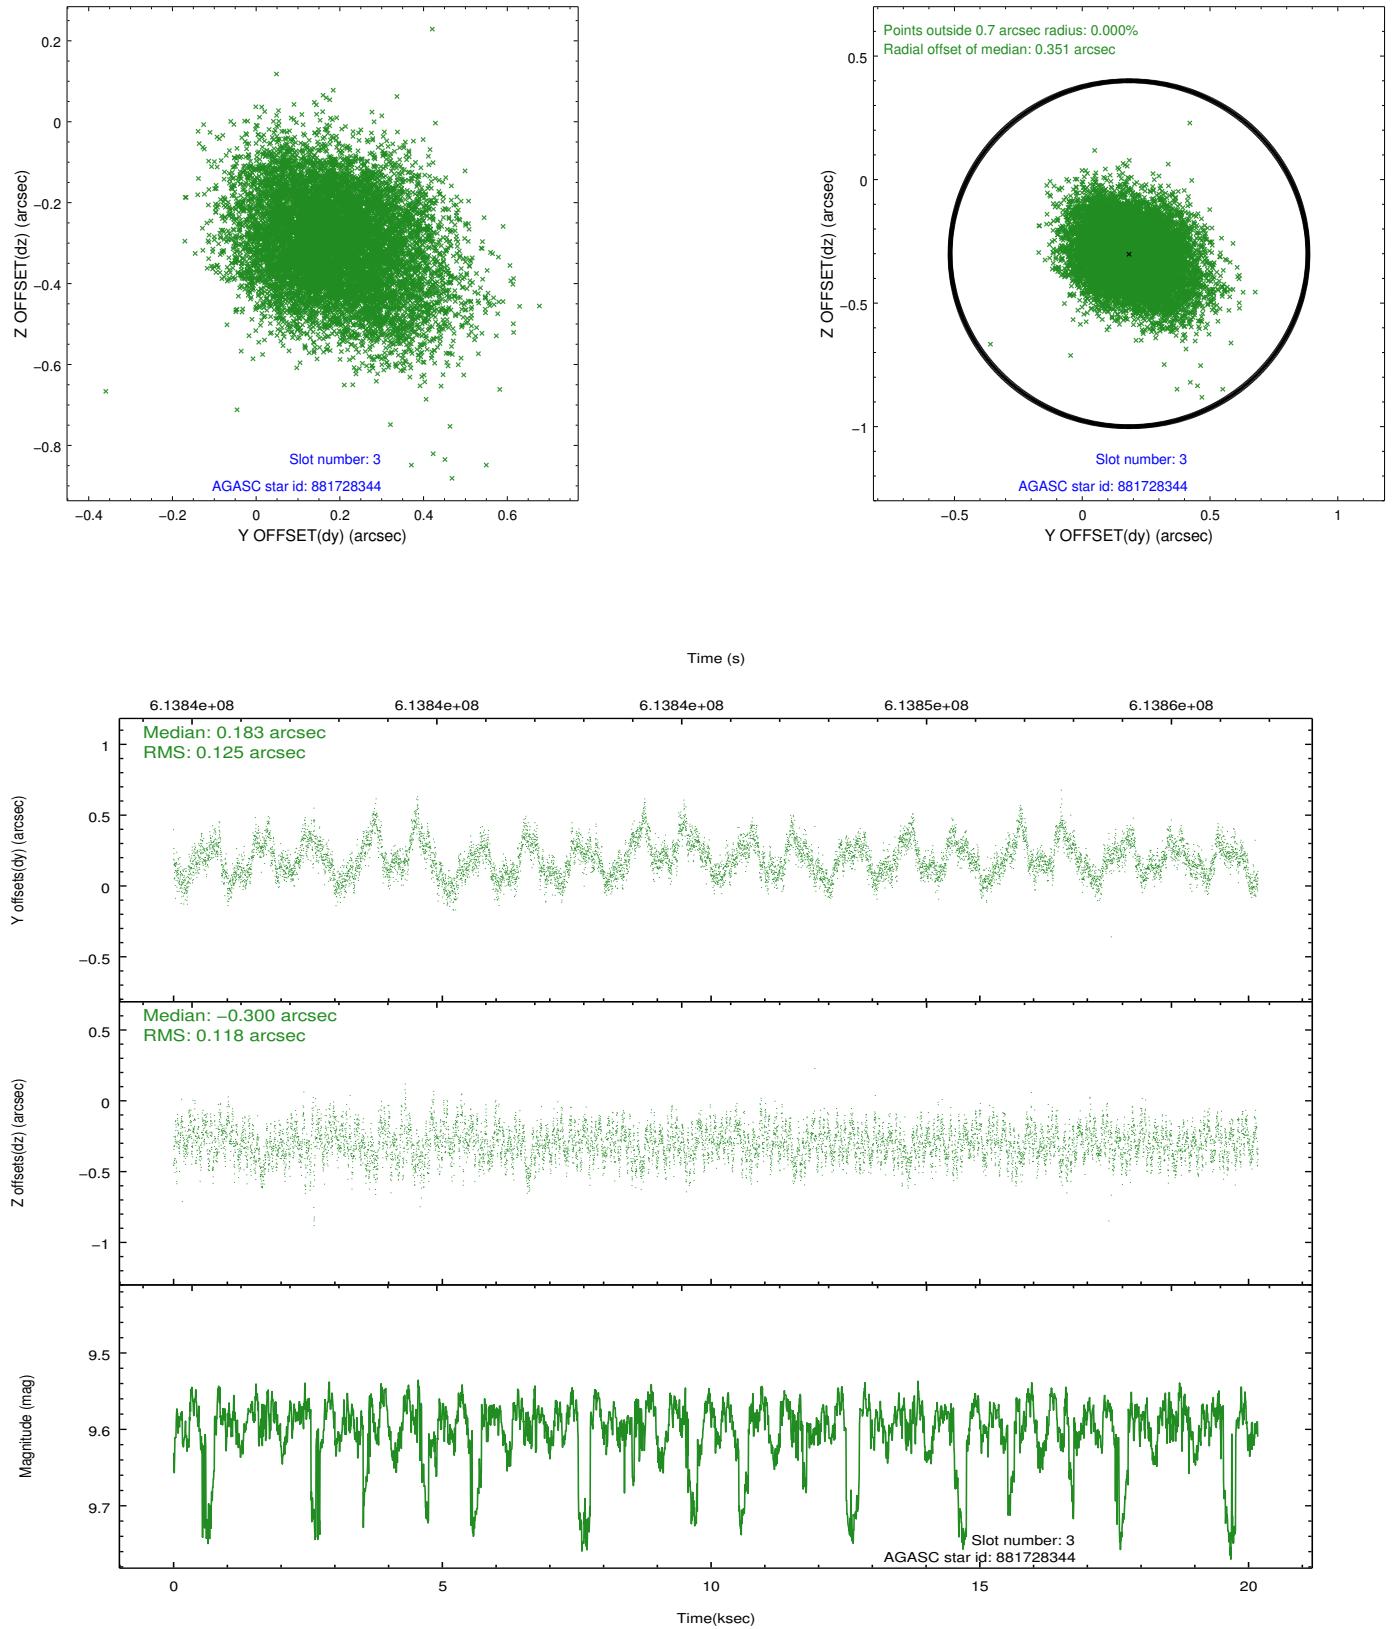 0.2
0
−0.2
−0.4
−0.6
−0.8
Z OFFSET(dz) (arcsec)
Slot number: 3
AGASC star id: 881728344
−0.4 −0.2 0 0.2 0.4 0.6
Y OFFSET(dy) (arcsec)
Points outside 0.7 arcsec radius: 0.000%
Radial offset of median: 0.351 arcsec
0.5
0
−0.5
−1
Z OFFSET(dz) (arcsec)
Slot number: 3
AGASC star id: 881728344
−0.5 0 0.5 1
Y OFFSET(dy) (arcsec)
Time (s)
6.1384e+08 6.1384e+08 6.1384e+08 6.1385e+08 6.1386e+08
Median: 0.183 arcsec
RMS: 0.125 arcsec
1
0.5
0
−0.5
Y offsets(dy) (arcsec)
Median: −0.300 arcsec
RMS: 0.118 arcsec
0.5
0
−0.5
−1
Z offsets(dz) (arcsec)
9.5
9.6
9.7
Magnitude (mag)
Slot number: 3
AGASC star id: 881728344
0 5 10 15 20
Time(ksec)